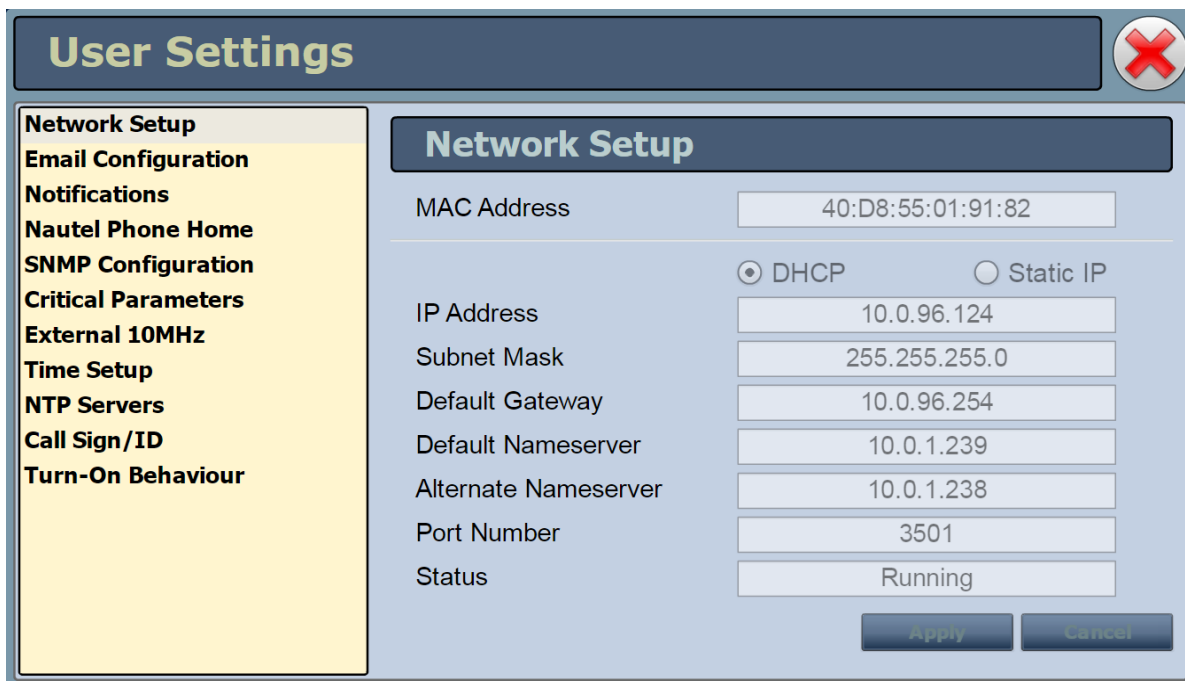 User Settings
Network Setup
Email Configuration
Notifications
Nautel Phone Home
SNMP Configuration
Critical Parameters
External 10MHz
Time Setup
NTP Servers
Call Sign/ID
Turn-On Behaviour
Network Setup
MAC Address 40:D8:55:01:91:82
DHCP Static IP
IP Address 10.0.96.124
Subnet Mask 255.255.255.0
Default Gateway 10.0.96.254
Default Nameserver 10.0.1.239
Alternate Nameserver 10.0.1.238
Port Number 3501
Status Running
Apply Cancel